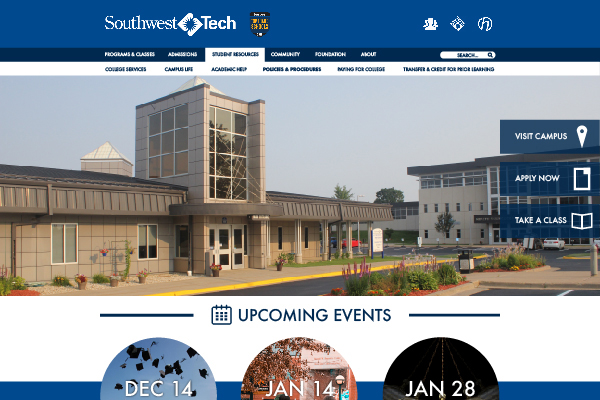 Southwest Tech
PROGRAMS & CLASSES ADMISSIONS STUDENT RESOURCES COMMUNITY FOUNDATION ABOUT SEARCH...
COLLEGE SERVICES CAMPUS LIFE ACADEMIC HELP POLICIES & PROCEDURES PAYING FOR COLLEGE TRANSFER & CREDIT FOR PRIOR LEARNING
VISIT CAMPUS
APPLY NOW
TAKE A CLASS
UPCOMING EVENTS
DEC 14 JAN 14 JAN 28